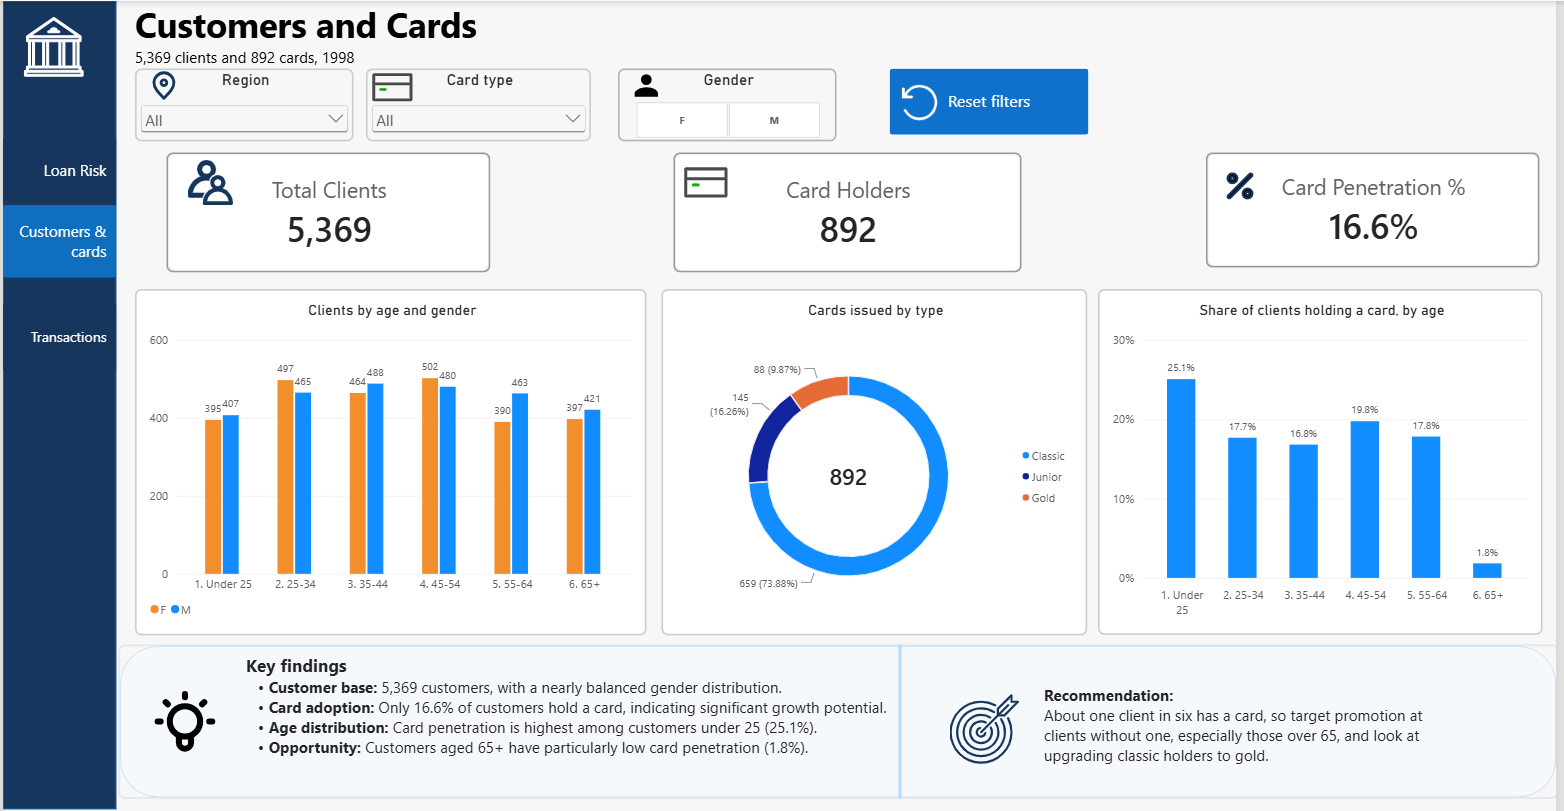 Customers and Cards
5,369 clients and 892 cards, 1998
Region
All
Card type
All
Gender
F
M
Reset filters
Loan Risk
Customers &
cards
Transactions
Total Clients
5,369
Card Holders
892
Card Penetration %
16.6%
Clients by age and gender
600
400
200
0
395
407
497
465
464
488
502
480
390
463
397
421
1. Under 25
2. 25-34
3. 35-44
4. 45-54
5. 55-64
6. 65+
F
M
Cards issued by type
88 (9.87%)
145
(16.26%)
892
659 (73.88%)
Classic
Junior
Gold
Share of clients holding a card, by age
30%
20%
10%
0%
25.1%
17.7%
16.8%
19.8%
17.8%
1.8%
1. Under
25
2. 25-34
3. 35-44
4. 45-54
5. 55-64
6. 65+
Key findings
• Customer base: 5,369 customers, with a nearly balanced gender distribution.
• Card adoption: Only 16.6% of customers hold a card, indicating significant growth potential.
• Age distribution: Card penetration is highest among customers under 25 (25.1%).
• Opportunity: Customers aged 65+ have particularly low card penetration (1.8%).
Recommendation:
About one client in six has a card, so target promotion at
clients without one, especially those over 65, and look at
upgrading classic holders to gold.